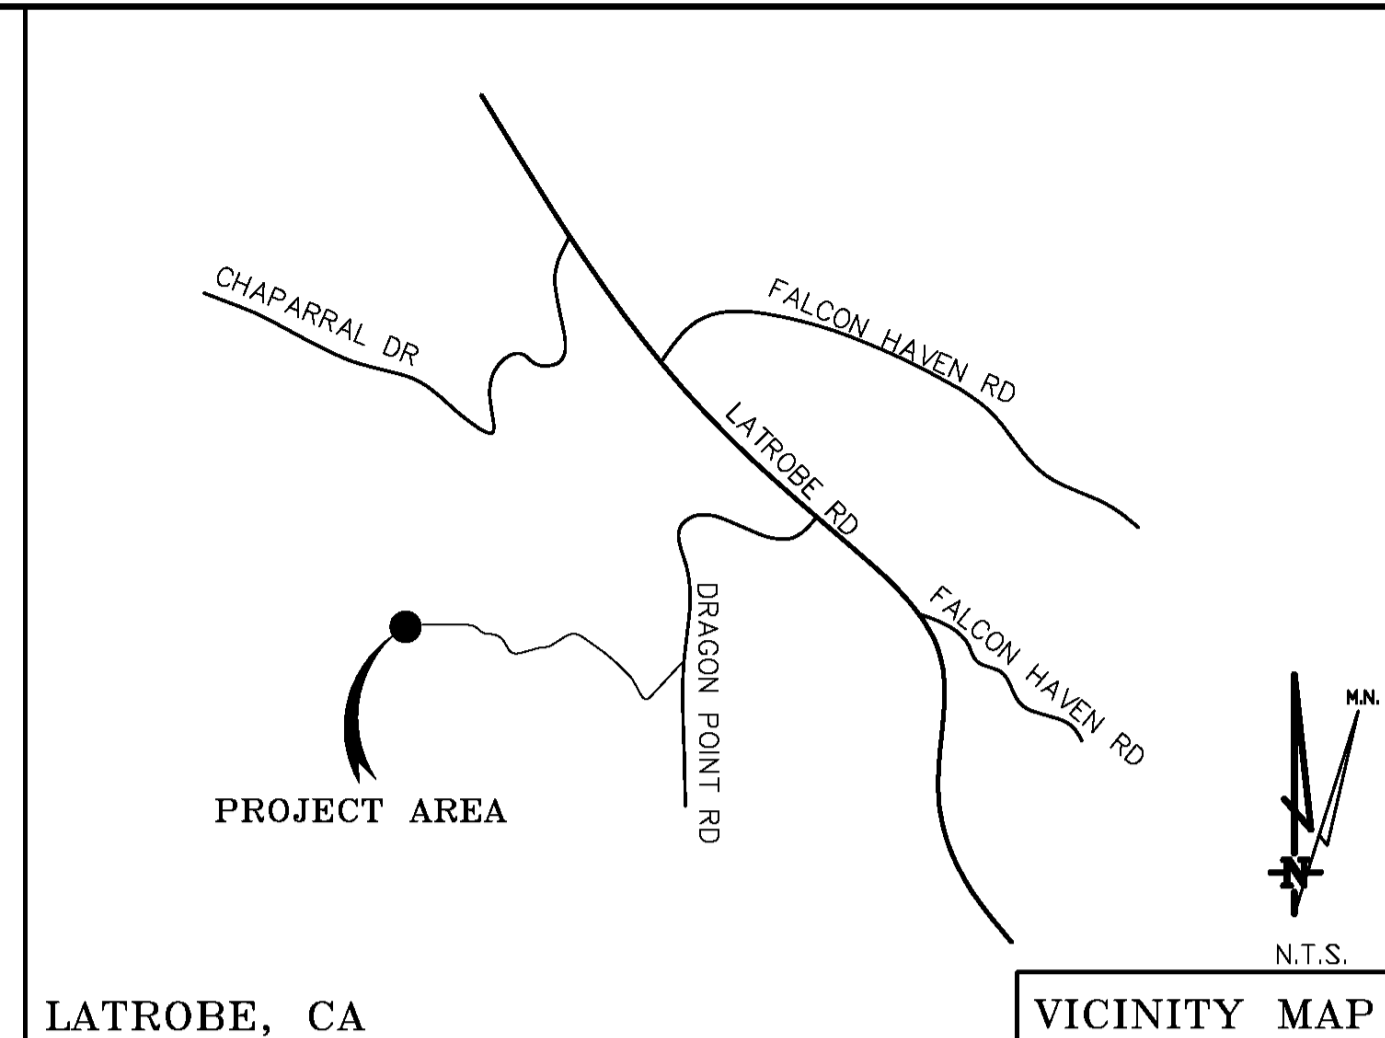 CHAPARRAL DR
FALCON HAVEN RD
LATROBE RD
DRAGON POINT RD
FALCON HAVEN RD
M.N.
PROJECT AREA
N
N.T.S.
LATROBE, CA
VICINITY MAP